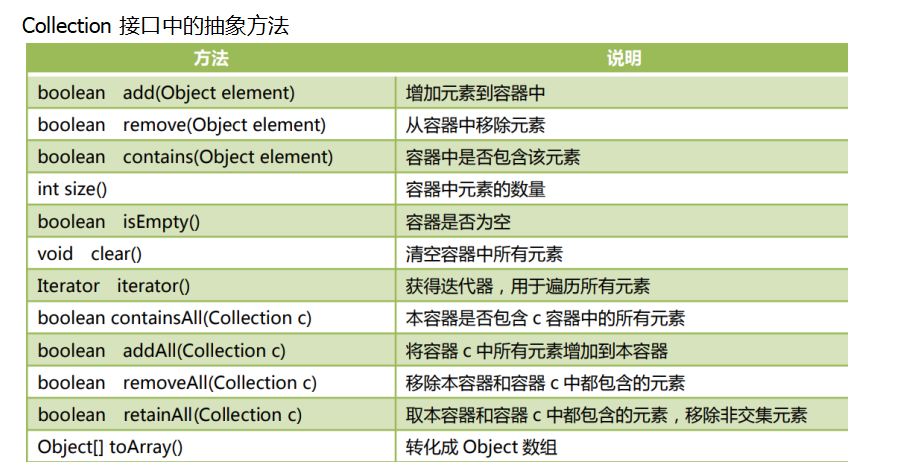 Collection 接口中的抽象方法
方法 说明
boolean add(Object element) 增加元素到容器中
boolean remove(Object element) 从容器中移除元素
boolean contains(Object element) 容器中是否包含该元素
int size() 容器中元素的数量
boolean isEmpty() 容器是否为空
void clear() 清空容器中所有元素
Iterator iterator() 获得迭代器，用于遍历所有元素
boolean containsAll(Collection c) 本容器是否包含 c 容器中的所有元素
boolean addAll(Collection c) 将容器 c 中所有元素增加到本容器
boolean removeAll(Collection c) 移除本容器和容器 c 中都包含的元素
boolean retainAll(Collection c) 取本容器和容器 c 中都包含的元素，移除非交集元素
Object[] toArray() 转化成 Object 数组